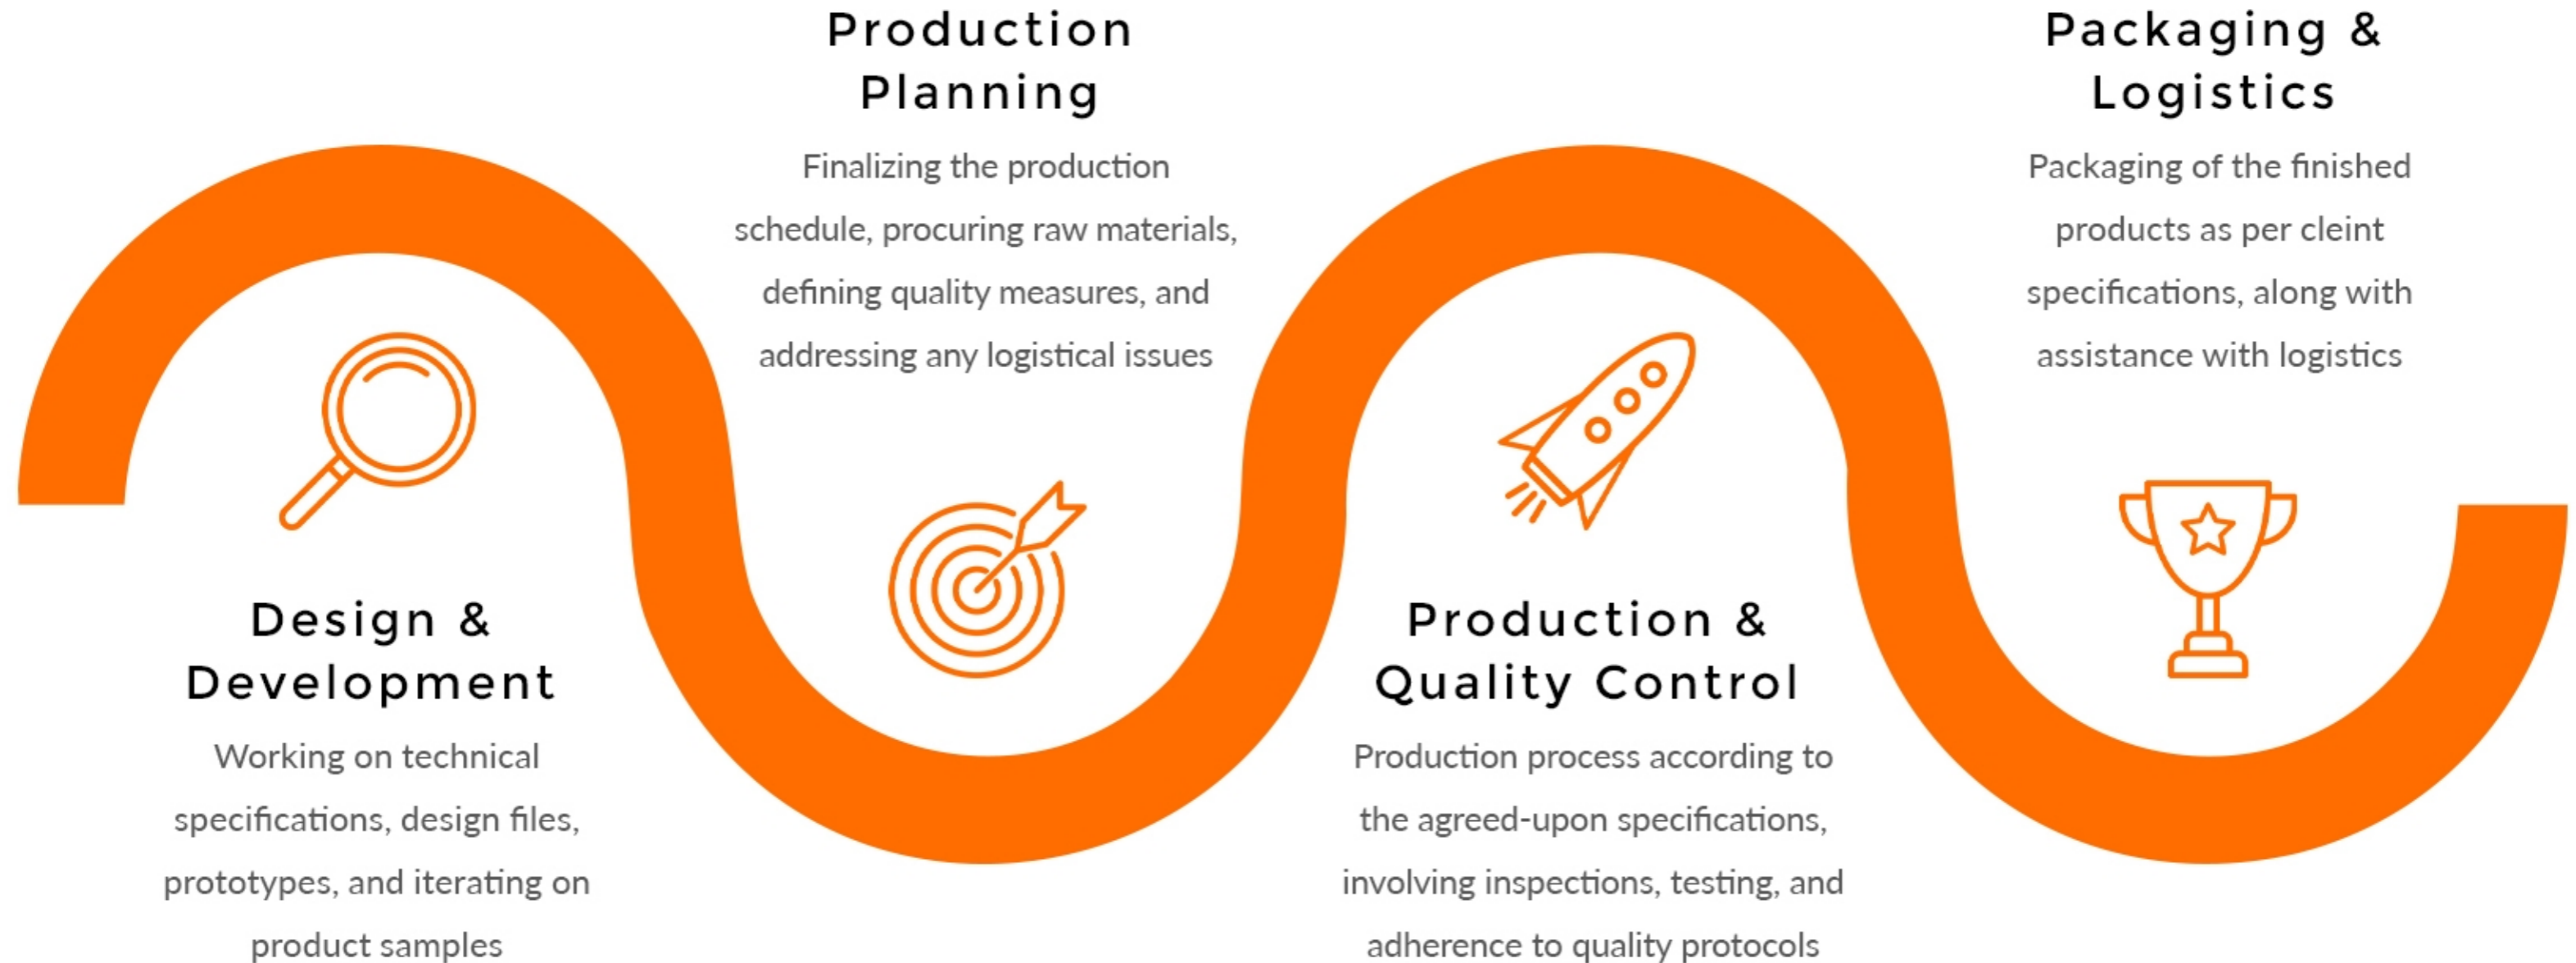 Design &
Development
Working on technical
specifications, design files,
prototypes, and iterating on
product samples
Production
Planning
Finalizing the production
schedule, procuring raw materials,
defining quality measures, and
addressing any logistical issues
Production &
Quality Control
Production process according to
the agreed-upon specifications,
involving inspections, testing, and
adherence to quality protocols
Packaging &
Logistics
Packaging of the finished
products as per cleint
specifications, along with
assistance with logistics